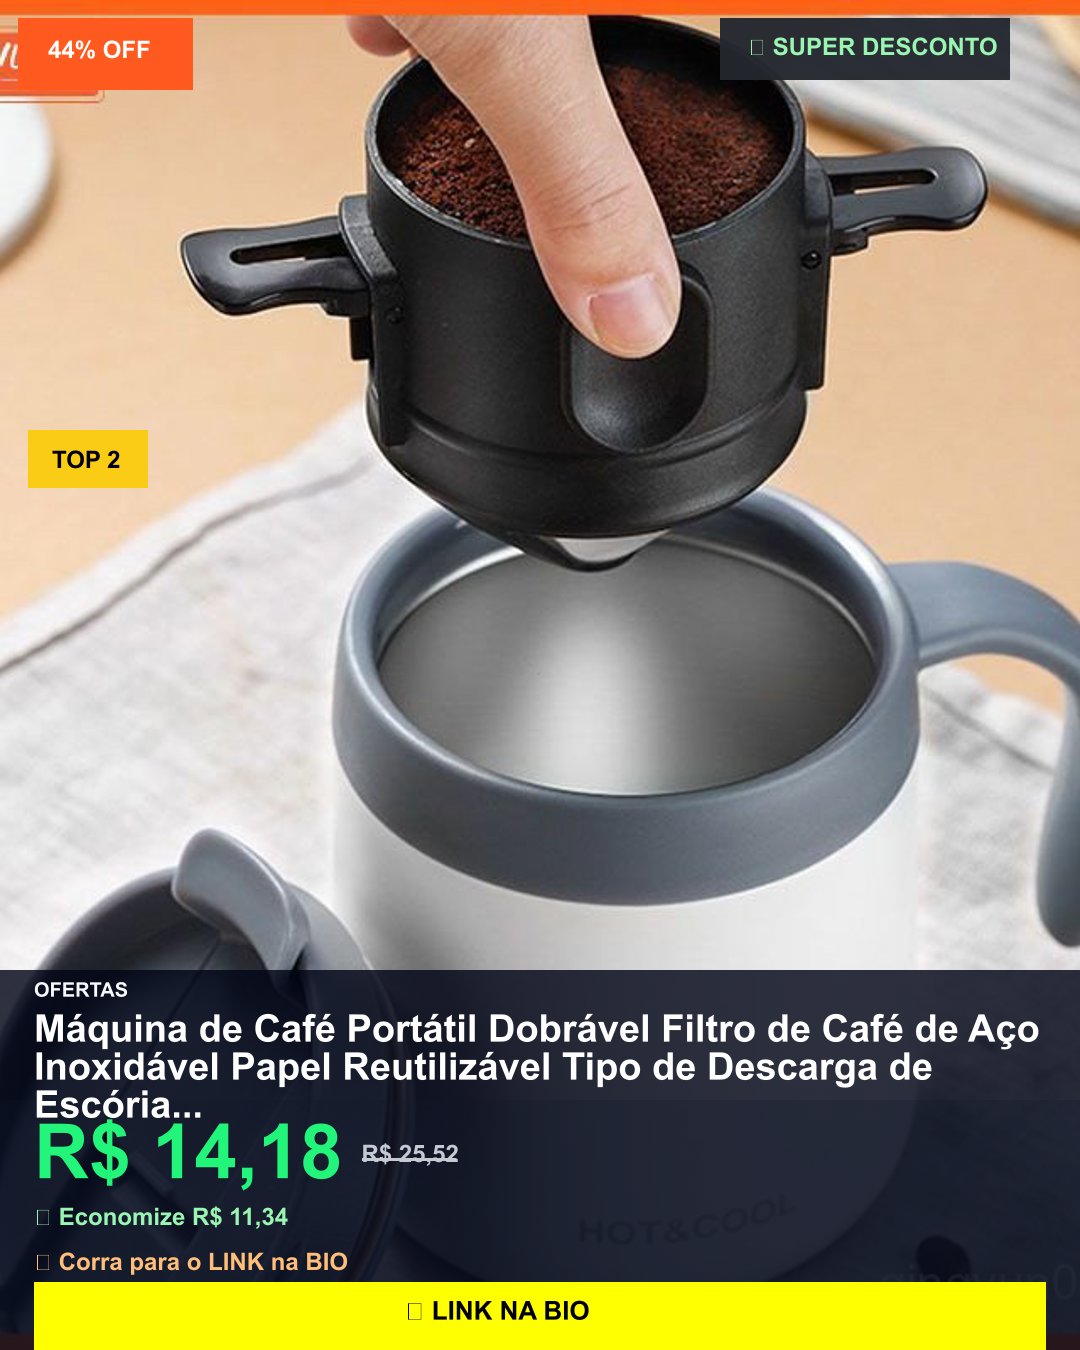 44% OFF
SUPER DESCONTO
TOP 2
OFERTAS
Máquina de Café Portátil Dobrável Filtro de Café de Aço
Inoxidável Papel Reutilizável Tipo de Descarga de
Escória...
R$ 14,18 R$ 25,52
Economize R$ 11,34
HOT&COOL
Corra para o LINK na BIO
LINK NA BIO